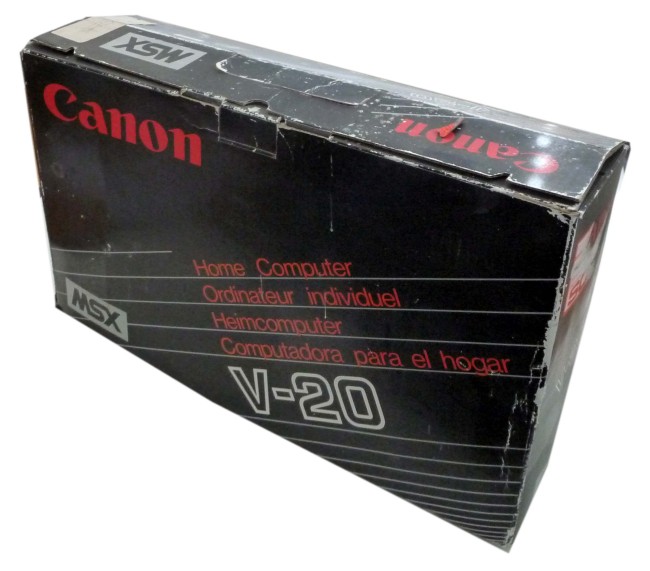 MSX
Canon
Canon
Home Computer
Ordinateur individuel
Heimcomputer
Computadora para el hogar
MSX
V-20